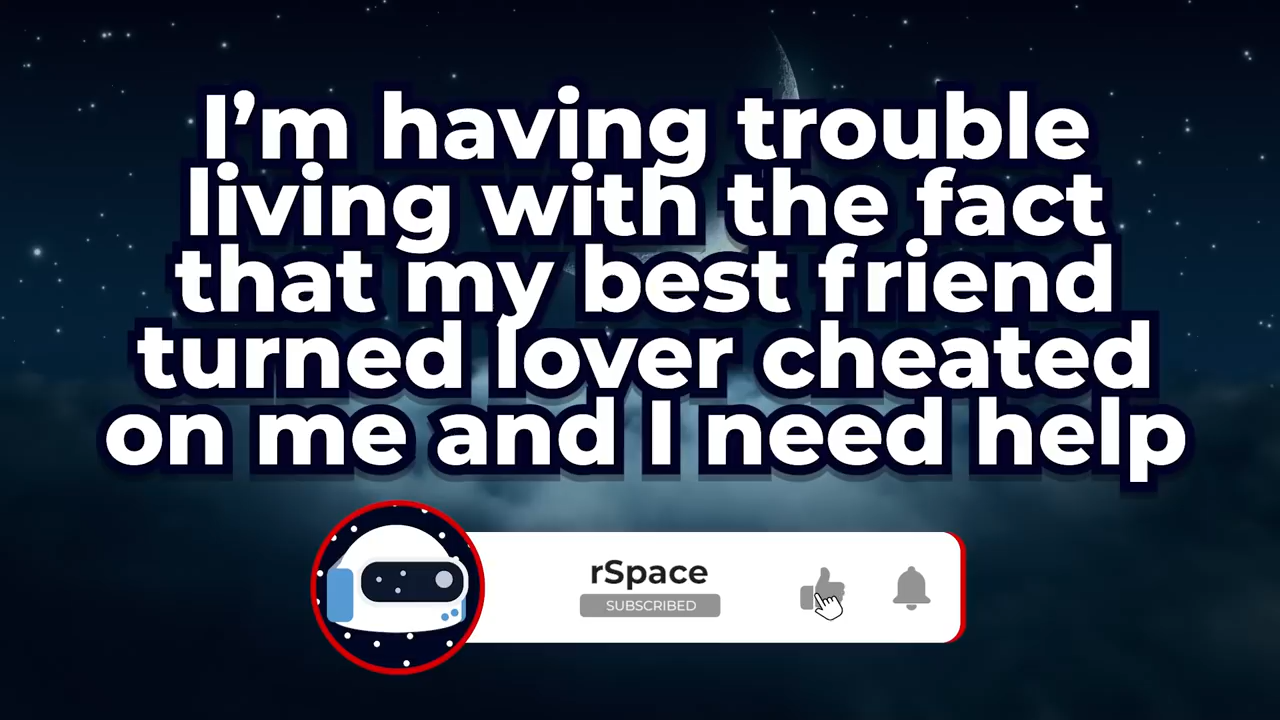 I’m having trouble
living with the fact
that my best friend
turned lover cheated
on me and I need help
rSpace
SUBSCRIBED